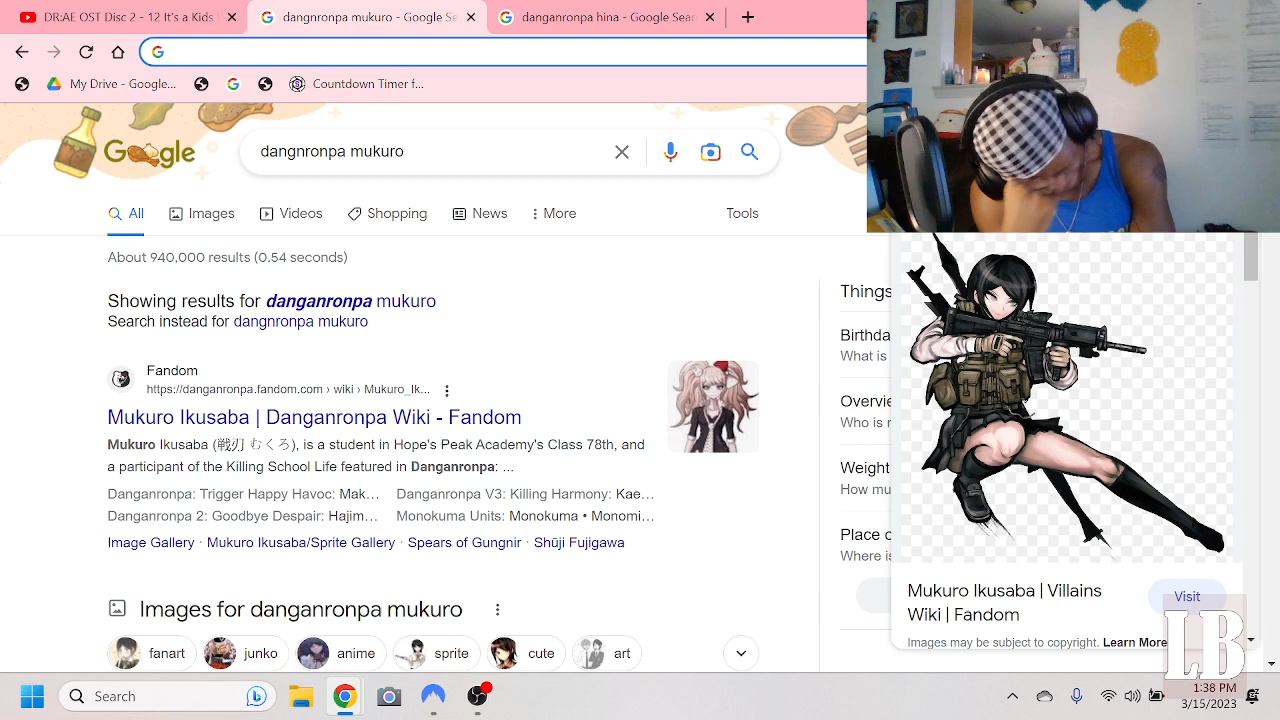 DR:AE OST Disc 2 - 12 It's a Kids
dangnronpa mukuro - Google Se
danganronpa hina - Google Sear
My Drive - Google...
Countdown Timer f...
Google
dangnronpa mukuro
All
Images
Videos
Shopping
News
More
Tools
About 940,000 results (0.54 seconds)
Showing results for danganronpa mukuro
Search instead for dangnronpa mukuro
Fandom
https://danganronpa.fandom.com › wiki › Mukuro_Ik...
Mukuro Ikusaba | Danganronpa Wiki - Fandom
Mukuro Ikusaba (戦刃 むくろ), is a student in Hope's Peak Academy's Class 78th, and
a participant of the Killing School Life featured in Danganronpa: ...
Danganronpa: Trigger Happy Havoc: Mak... Danganronpa V3: Killing Harmony: Kae...
Danganronpa 2: Goodbye Despair: Hajim... Monokuma Units: Monokuma • Monomi...
Image Gallery · Mukuro Ikusaba/Sprite Gallery · Spears of Gungnir · Shūji Fujigawa
Images for danganronpa mukuro
fanart
junko
anime
sprite
cute
art
Things
Birthda
What is
Overvie
Who is
Weight
How mu
Place o
Where is
Mukuro Ikusaba | Villains
Wiki | Fandom
Visit
Images may be subject to copyright. Learn More
LB
Search
1:38 PM
3/15/2023